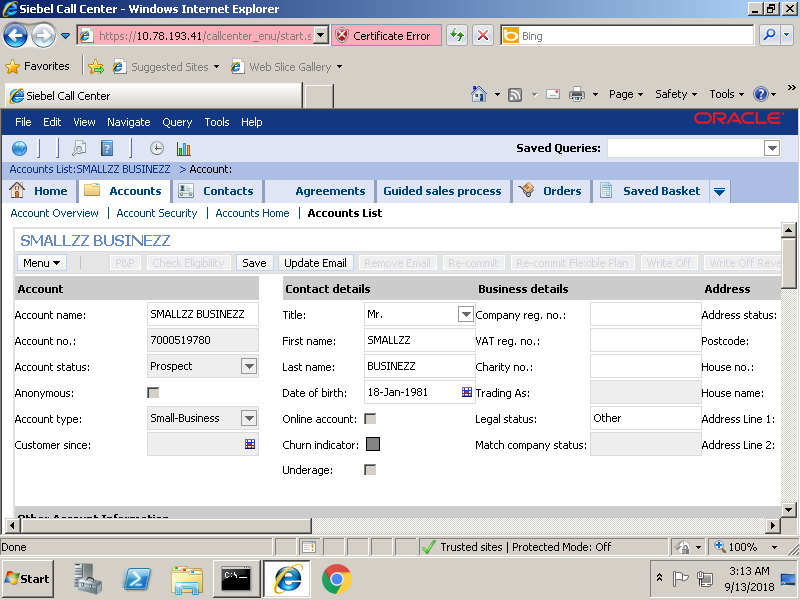 Siebel Call Center - Windows Internet Explorer
https://10.78.193.41/callcenter_enu/start.s
Certificate Error
Bing
Favorites
Suggested Sites
Web Slice Gallery
Siebel Call Center
Page
Safety
Tools
File Edit View Navigate Query Tools Help
ORACLE
Saved Queries:
Accounts List:SMALLZZ BUSINEZZ > Account:
Home Accounts Contacts Agreements Guided sales process Orders Saved Basket
Account Overview | Account Security | Accounts Home | Accounts List
SMALLZZ BUSINEZZ
Menu P&P Check Eligibility Save Update Email Remove Email Re-commit Re-commit Flexible Plan Write Off Write Off Reve
Account Contact details Business details Address
Account name: SMALLZZ BUSINEZZ Title: Mr. Company reg. no.: Address status:
Account no.: 7000519780 First name: SMALLZZ VAT reg. no.: Postcode:
Account status: Prospect Last name: BUSINEZZ Charity no.: House no.:
Anonymous: Date of birth: 18-Jan-1981 Trading As: House name:
Account type: Small-Business Online account: Legal status: Other Address Line 1:
Customer since: Churn indicator: Match company status: Address Line 2:
Underage:
Other Account Information
Done Trusted sites | Protected Mode: Off 100%
Start
C:\
3:13 AM
9/13/2018